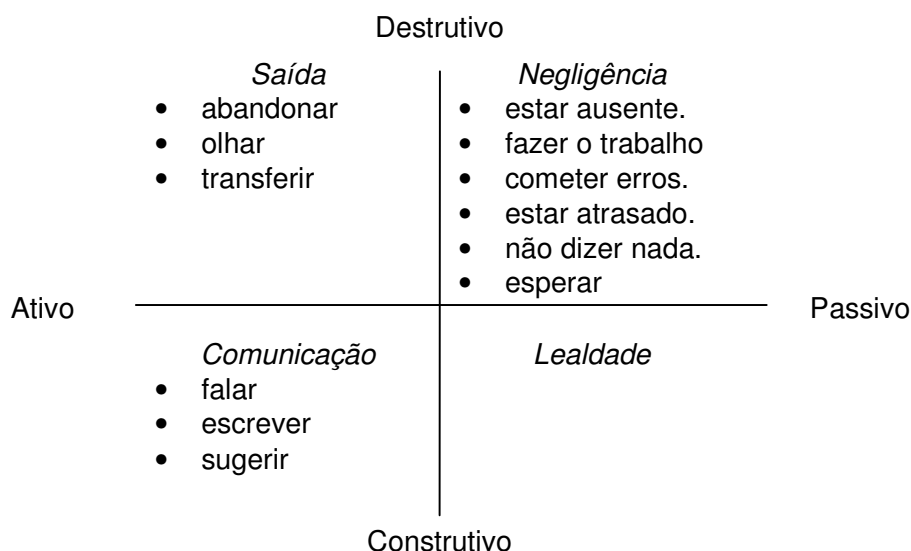 Destrutivo
Saída
• abandonar
• olhar
• transferir
Negligência
• estar ausente.
• fazer o trabalho
• cometer erros.
• estar atrasado.
• não dizer nada.
• esperar
Ativo
Passivo
Comunicação
• falar
• escrever
• sugerir
Lealdade
Construtivo